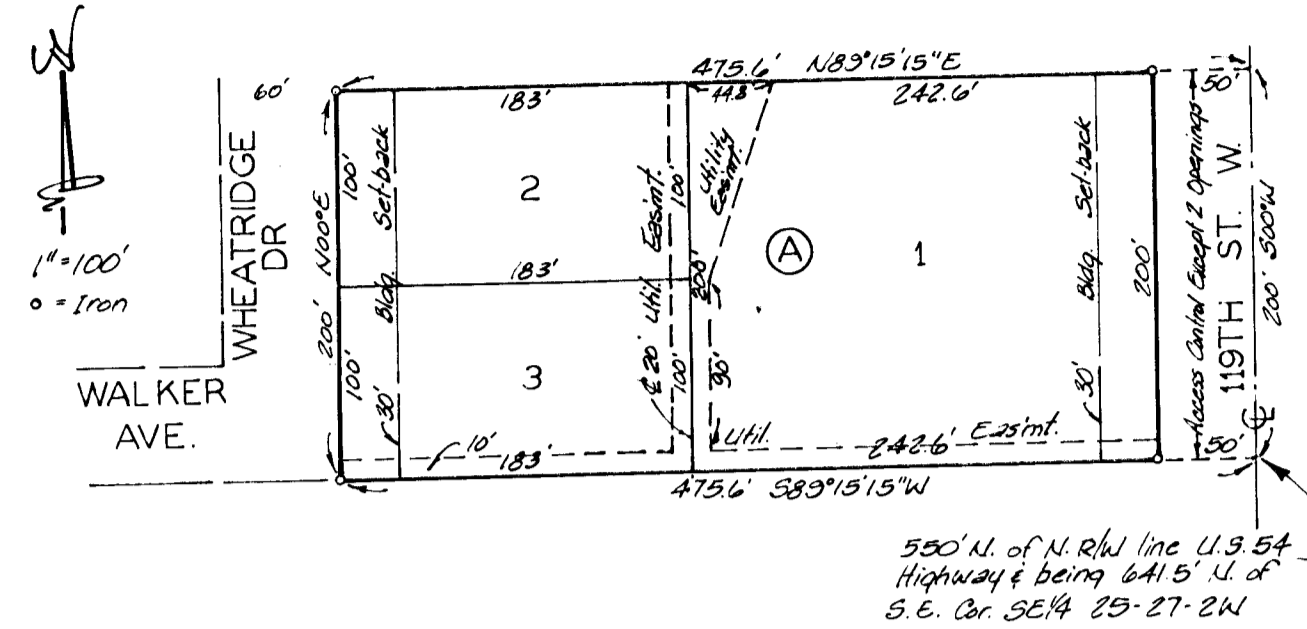 N
1"=100'
o = Iron
WHEATRIDGE
DR
60'
WALKER
AVE.
475.6' N89°15'15"E
183'
44.8'
242.6'
50'
200' N00°E
100'
Bldg. Set-back
30'
100'
2
183'
3
10'
183'
₵ 20' Util. Easmt.
100'
100'
200'
Utility
Easmt.
90'
A
1
Util. Easmt.
242.6'
Bldg. Set-back
30'
200'
Access Control Except 2 Openings
119TH ST. W.
200' S00°W
₵
50'
475.6' S89°15'15"W
550' N. of N. R/W line U.S. 54
Highway & being 641.5' N. of
S.E. Cor. SE1/4 25-27-2W